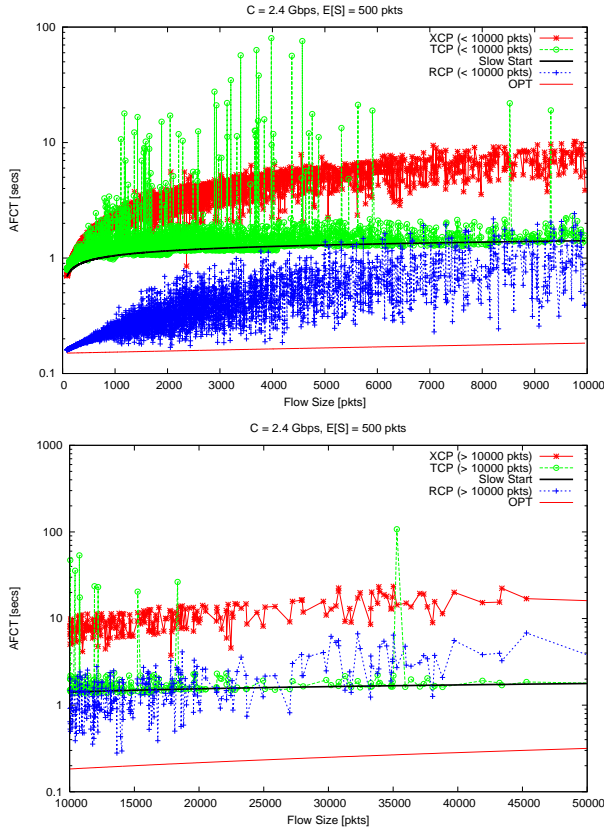 C = 2.4 Gbps, E[S] = 500 pkts
100
10
1
0.1
AFCT [secs]
XCP (< 10000 pkts)
TCP (< 10000 pkts)
Slow Start
RCP (< 10000 pkts)
OPT
0 1000 2000 3000 4000 5000 6000 7000 8000 9000 10000
Flow Size [pkts]
C = 2.4 Gbps, E[S] = 500 pkts
1000
100
10
1
0.1
AFCT [secs]
XCP (> 10000 pkts)
TCP (> 10000 pkts)
Slow Start
RCP (> 10000 pkts)
OPT
10000 15000 20000 25000 30000 35000 40000 45000 50000
Flow Size [pkts]